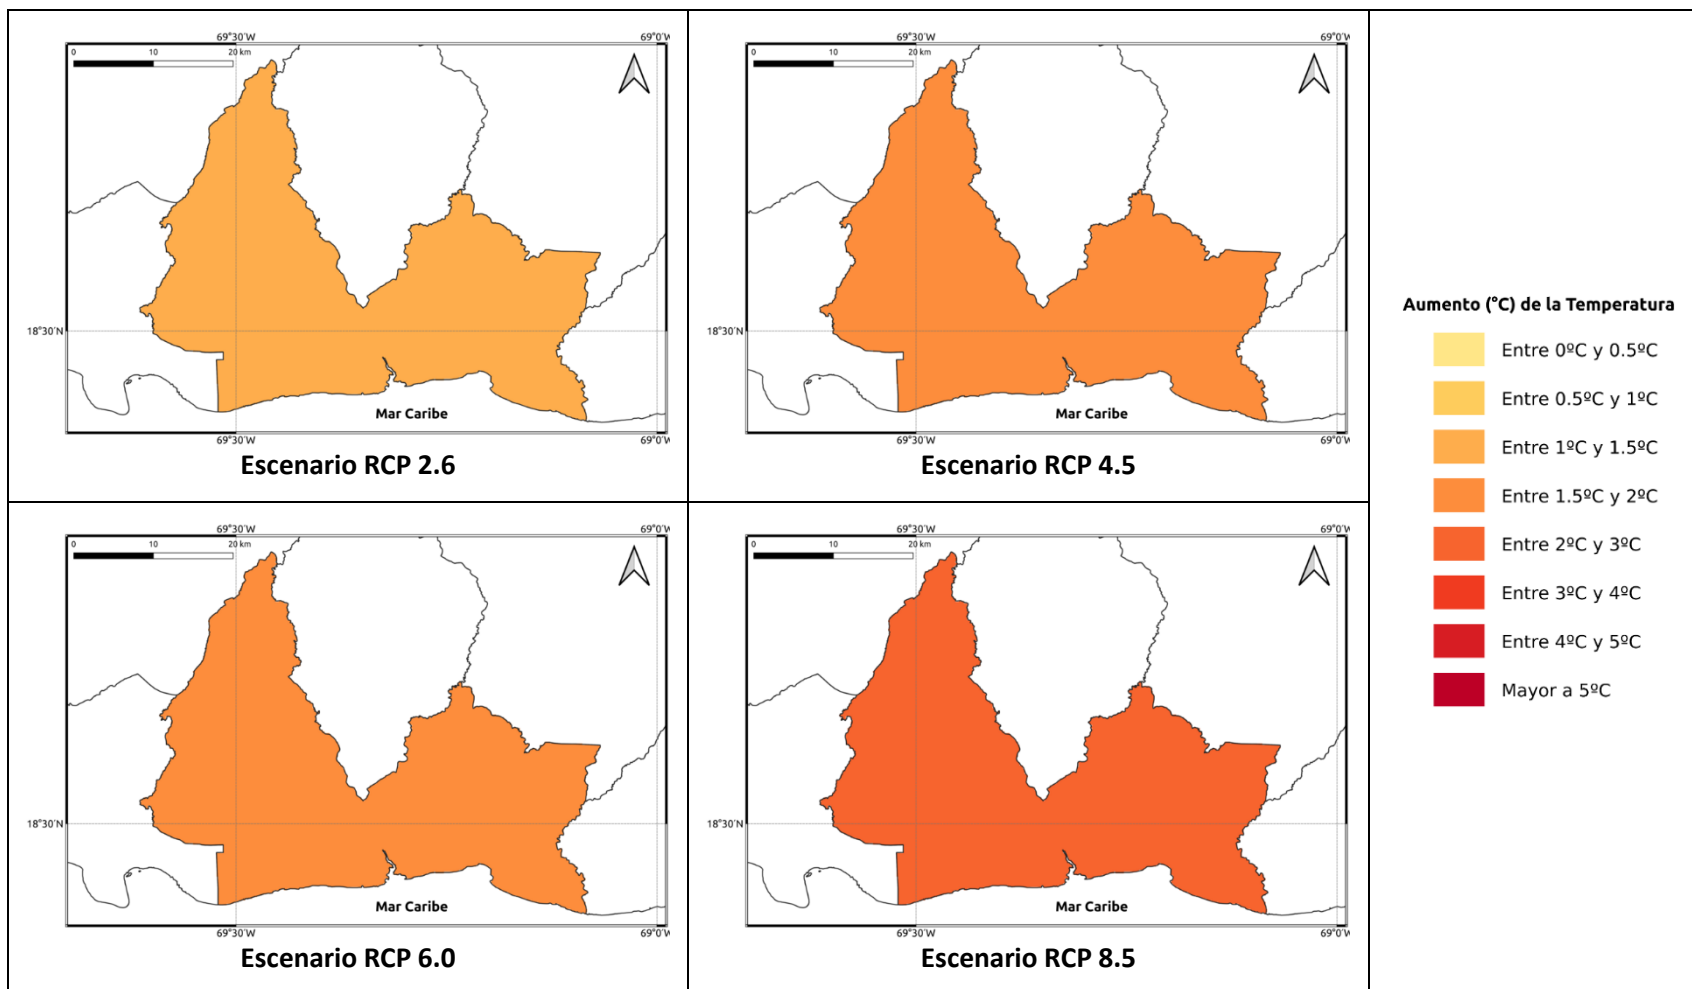 69°30'W
69°0'W
0 10 20 km
18°30'N
Mar Caribe
69°30'W
69°0'W
Escenario RCP 2.6
69°30'W
69°0'W
0 10 20 km
18°30'N
Mar Caribe
69°30'W
69°0'W
Escenario RCP 4.5
69°30'W
69°0'W
0 10 20 km
18°30'N
Mar Caribe
69°30'W
69°0'W
Escenario RCP 6.0
69°30'W
69°0'W
0 10 20 km
18°30'N
Mar Caribe
69°30'W
69°0'W
Escenario RCP 8.5
Aumento (°C) de la Temperatura
Entre 0ºC y 0.5ºC
Entre 0.5ºC y 1ºC
Entre 1ºC y 1.5ºC
Entre 1.5ºC y 2ºC
Entre 2ºC y 3ºC
Entre 3ºC y 4ºC
Entre 4ºC y 5ºC
Mayor a 5ºC